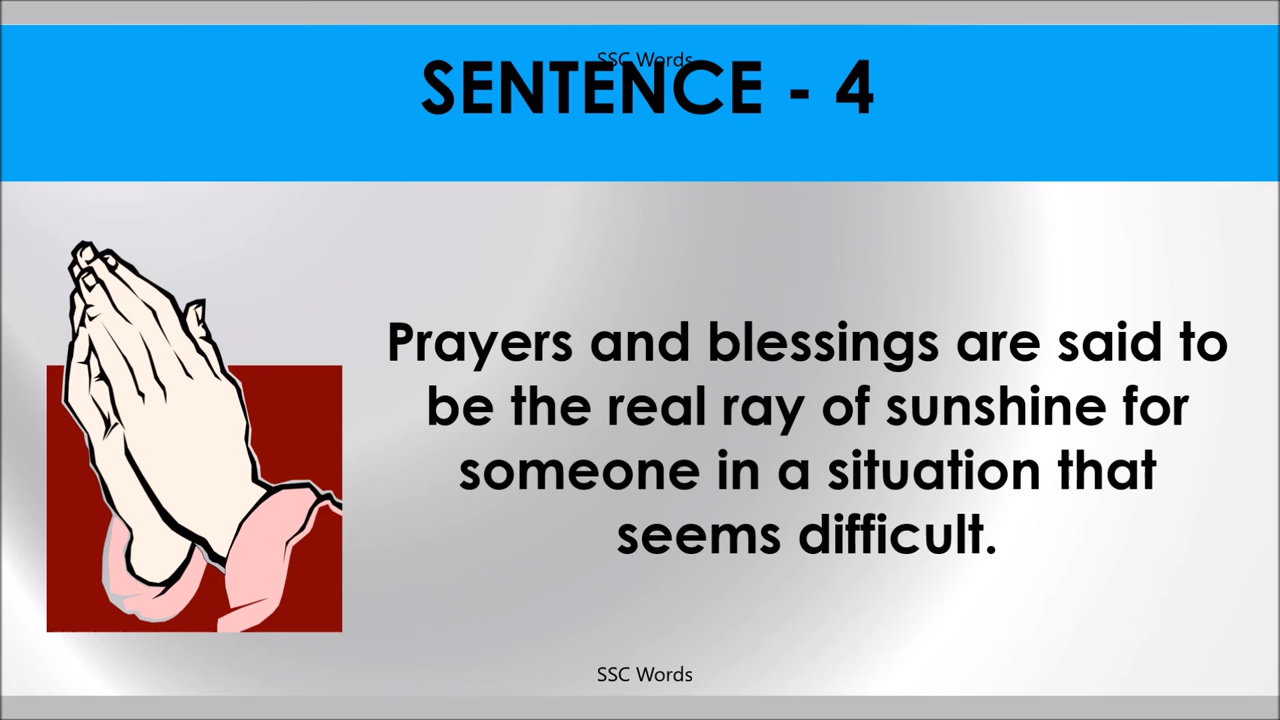 SSC Words
SENTENCE - 4
Prayers and blessings are said to
be the real ray of sunshine for
someone in a situation that
seems difficult.
SSC Words